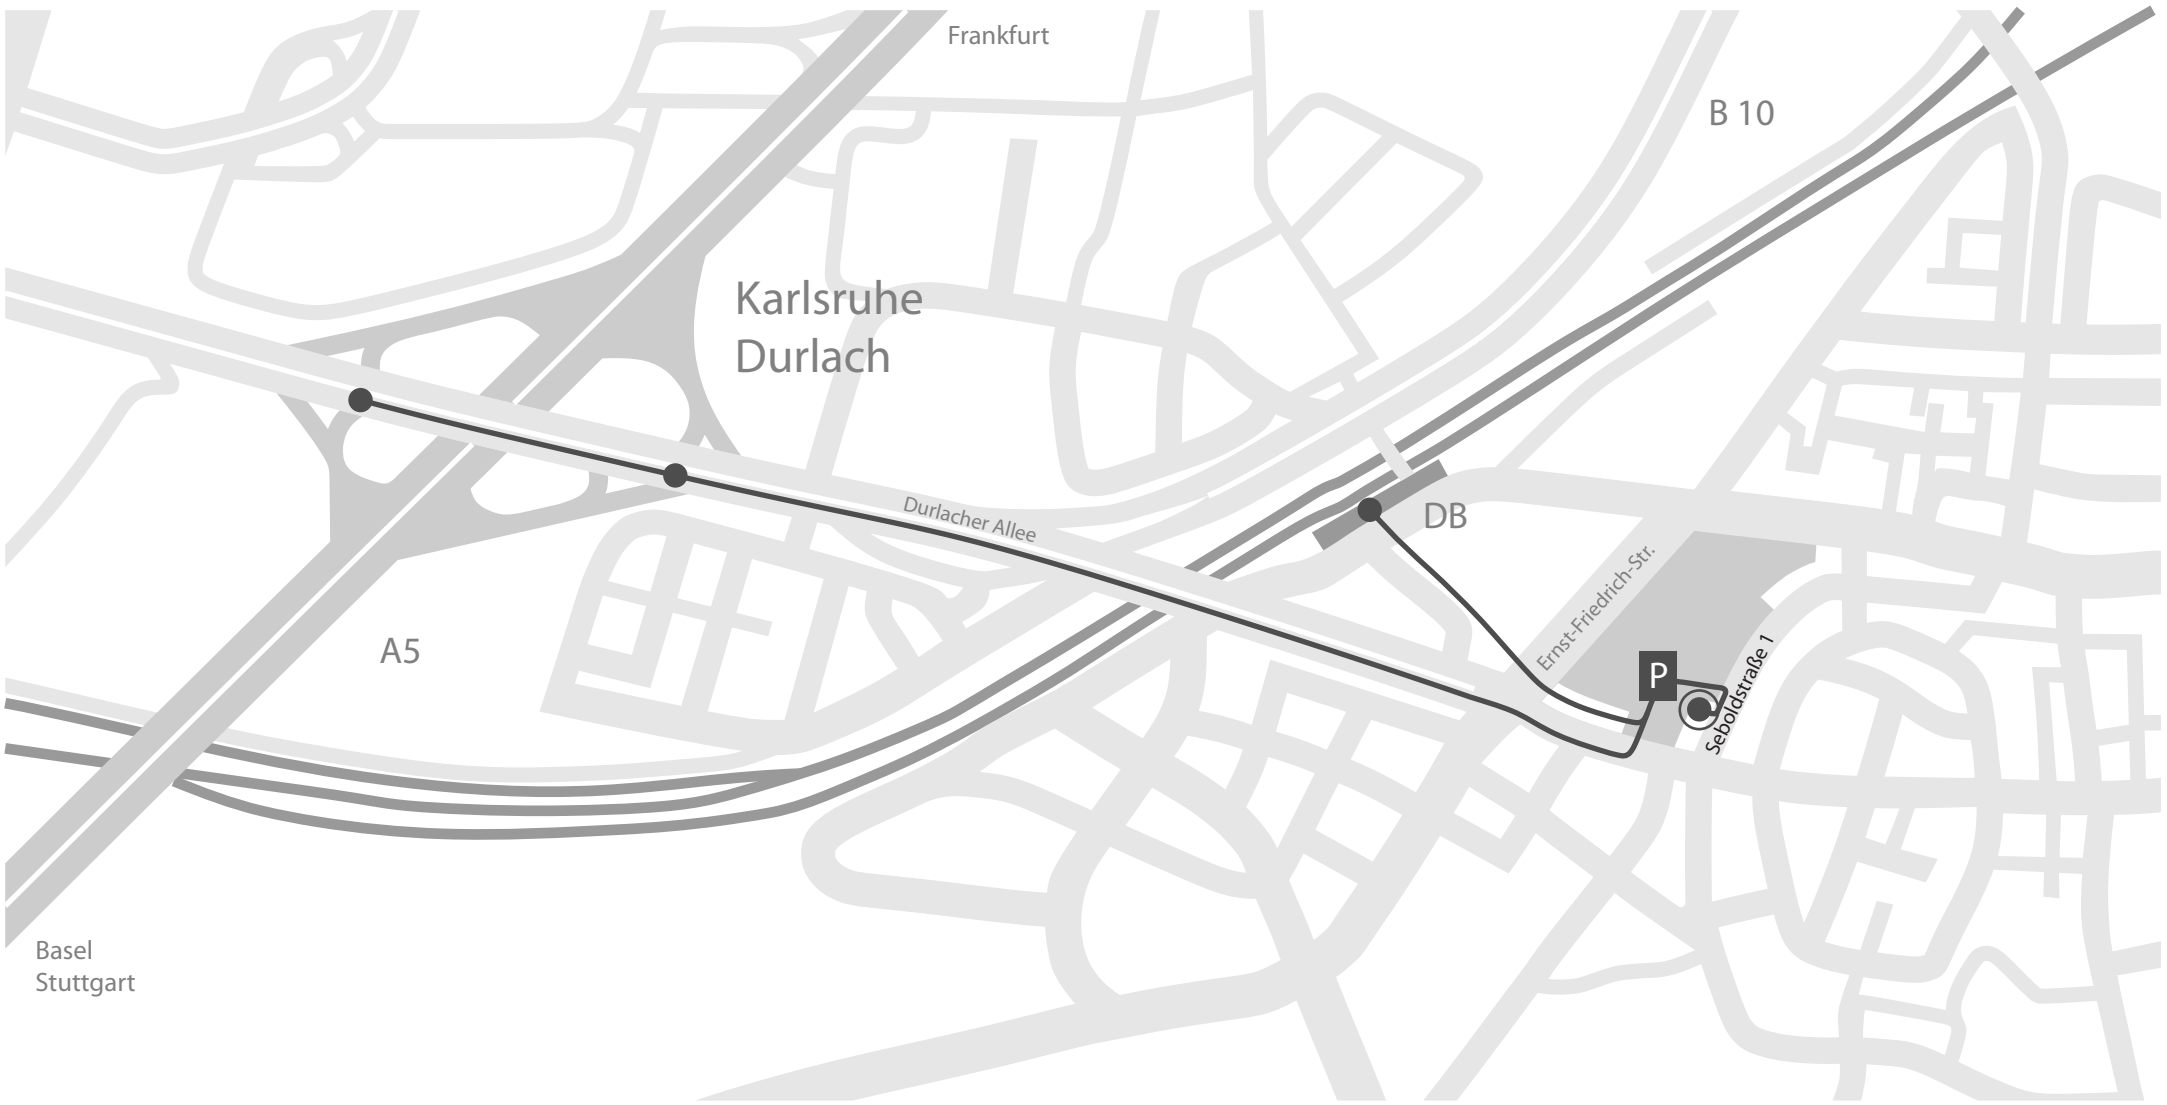 Frankfurt
B 10
Karlsruhe
Durlach
Durlacher Allee
DB
Ernst-Friedrich-Str.
A5
P
Seboldstraße 1
Basel
Stuttgart